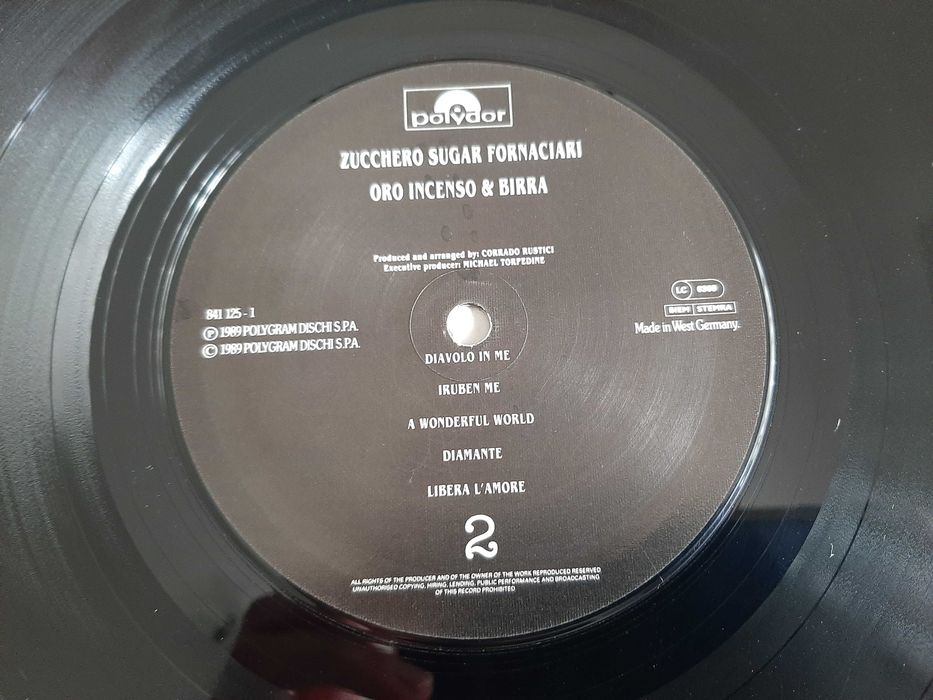 polydor
ZUCCHERO SUGAR FORNACIARI
ORO INCENSO & BIRRA
Produced and arranged by: CORRADO RUSTICI
Executive producer: MICHAEL TORPEDINE
841 125 - 1
Ⓟ 1989 POLYGRAM DISCHI S.P.A.
© 1989 POLYGRAM DISCHI S.P.A.
LC
BIEM STEMRA
Made in West Germany.
DIAVOLO IN ME
IRUBEN ME
A WONDERFUL WORLD
DIAMANTE
LIBERA L'AMORE
2
ALL RIGHTS OF THE PRODUCER AND OF THE OWNER OF THE WORK REPRODUCED RESERVED
UNAUTHORISED COPYING, HIRING, LENDING, PUBLIC PERFORMANCE AND BROADCASTING
OF THIS RECORD PROHIBITED